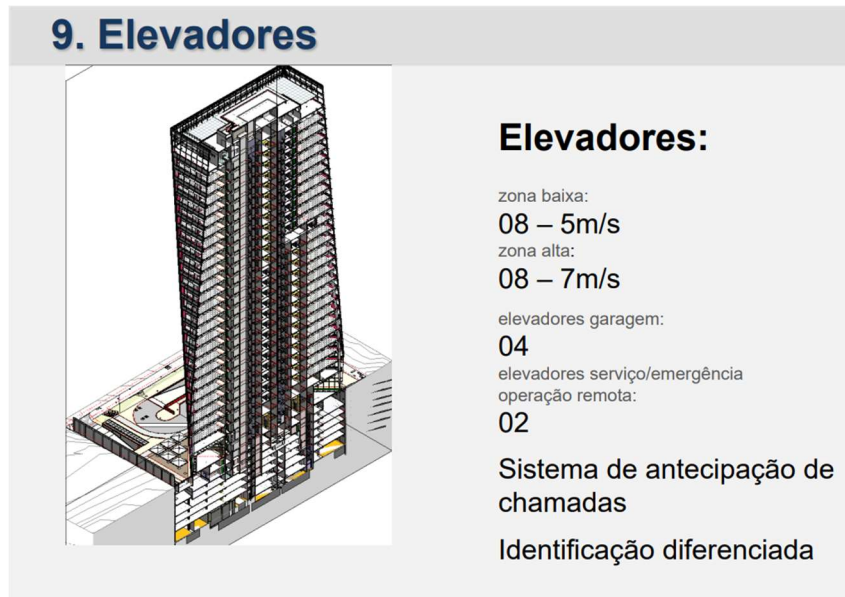 9. Elevadores
Elevadores:
zona baixa:
08 – 5m/s
zona alta:
08 – 7m/s
elevadores garagem:
04
elevadores serviço/emergência
operação remota:
02
Sistema de antecipação de
chamadas
Identificação diferenciada